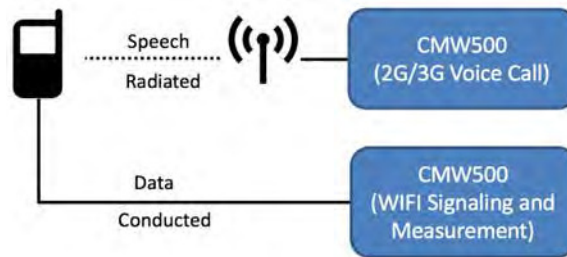 Speech
Radiated
CMW500
(2G/3G Voice Call)
Data
Conducted
CMW500
(WIFI Signaling and
Measurement)